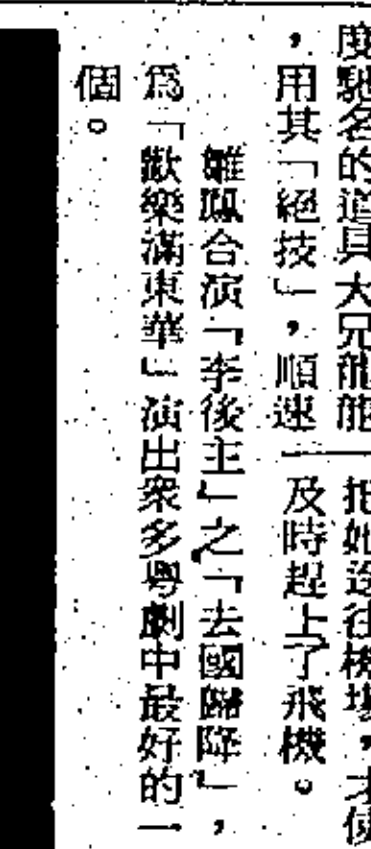 度馳名的道具大兄龍龍
，用其「絕技」，順速
把她送往機場，才使
及時趕上了飛機。
雛鳳合演「李後主」之「去國歸降」，
爲「歡樂滿東華」演出衆多粵劇中最好的一
個。